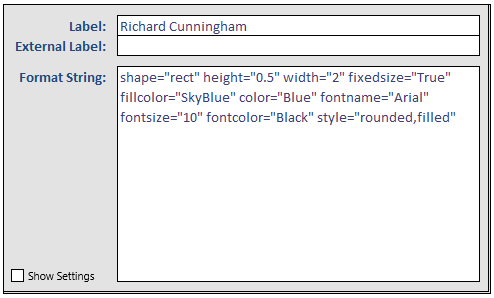 Label: Richard Cunningham
External Label:
Format String: shape="rect" height="0.5" width="2" fixedsize="True"
fillcolor="SkyBlue" color="Blue" fontname="Arial"
fontsize="10" fontcolor="Black" style="rounded,filled"
Show Settings